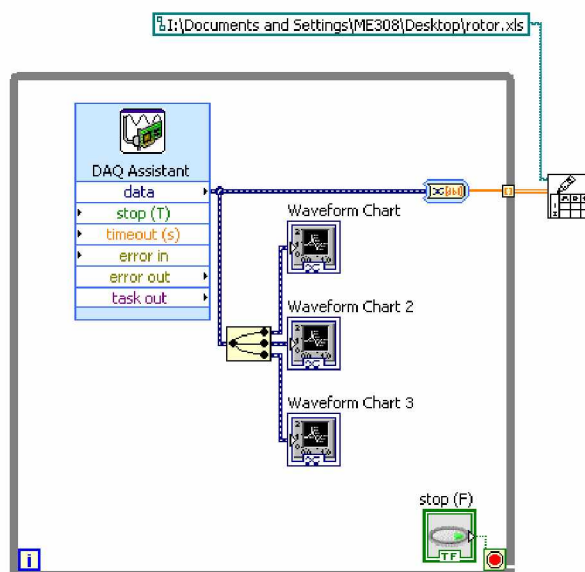 I:\Documents and Settings\ME308\Desktop\rotor.xls
DAQ Assistant
data
stop (T)
timeout (s)
error in
error out
task out
Waveform Chart
Waveform Chart 2
Waveform Chart 3
stop (F)
TF
i